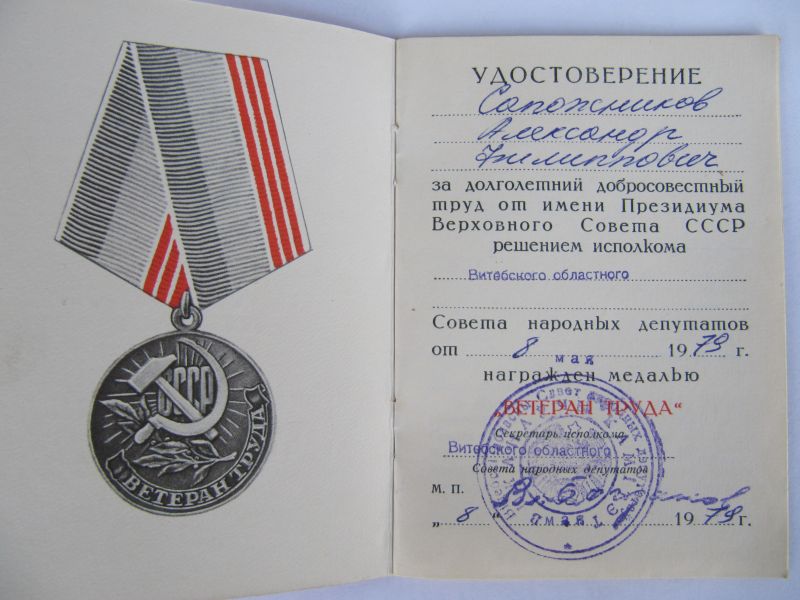 СССР
ВЕТЕРАН ТРУДА
УДОСТОВЕРЕНИЕ
Сапожников
Александр
Филиппович
за долголетний добросовестный
труд от имени Президиума
Верховного Совета СССР
решением исполкома
Витебского областного
Совета народных депутатов
от 8 мая 1979 г.
награжден медалью
„ВЕТЕРАН ТРУДА“
Секретарь исполкома
Витебского областного
Совета народных депутатов
М. П.
„ 8 “ мая 1979 г.